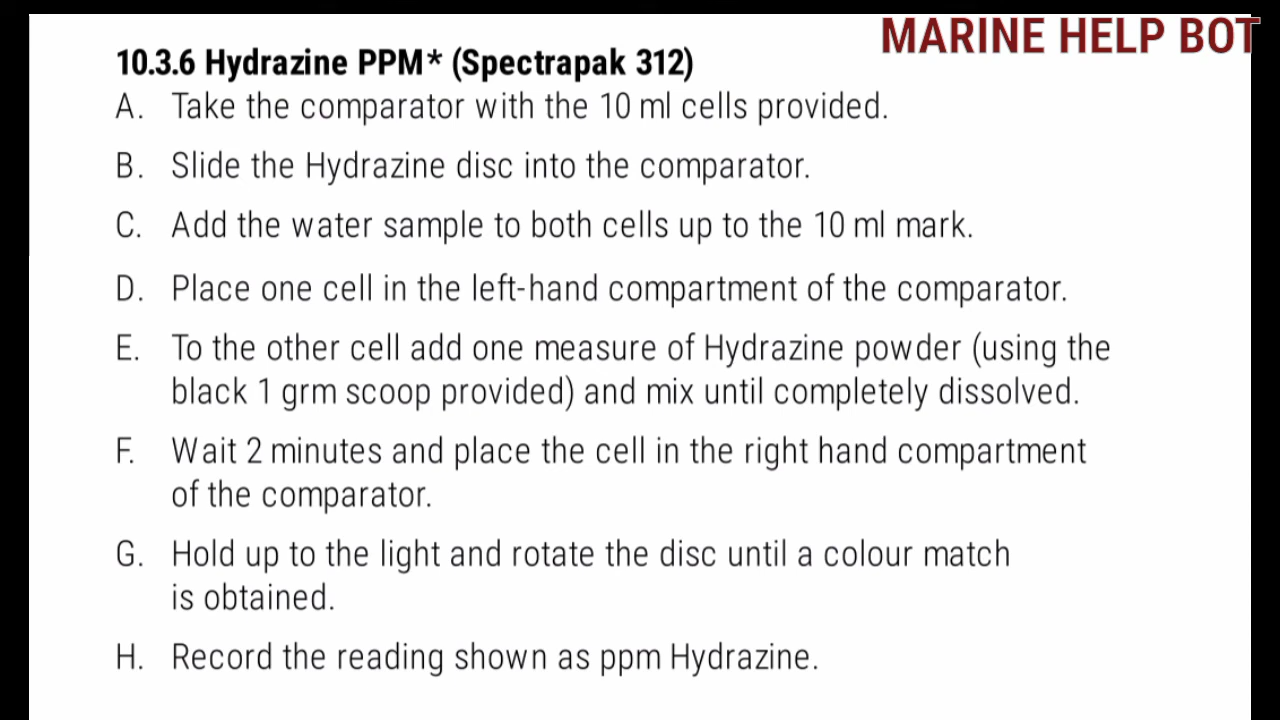 MARINE HELP BOT
10.3.6 Hydrazine PPM* (Spectrapak 312)
A. Take the comparator with the 10 ml cells provided.
B. Slide the Hydrazine disc into the comparator.
C. Add the water sample to both cells up to the 10 ml mark.
D. Place one cell in the left-hand compartment of the comparator.
E. To the other cell add one measure of Hydrazine powder (using the
black 1 grm scoop provided) and mix until completely dissolved.
F. Wait 2 minutes and place the cell in the right hand compartment
of the comparator.
G. Hold up to the light and rotate the disc until a colour match
is obtained.
H. Record the reading shown as ppm Hydrazine.